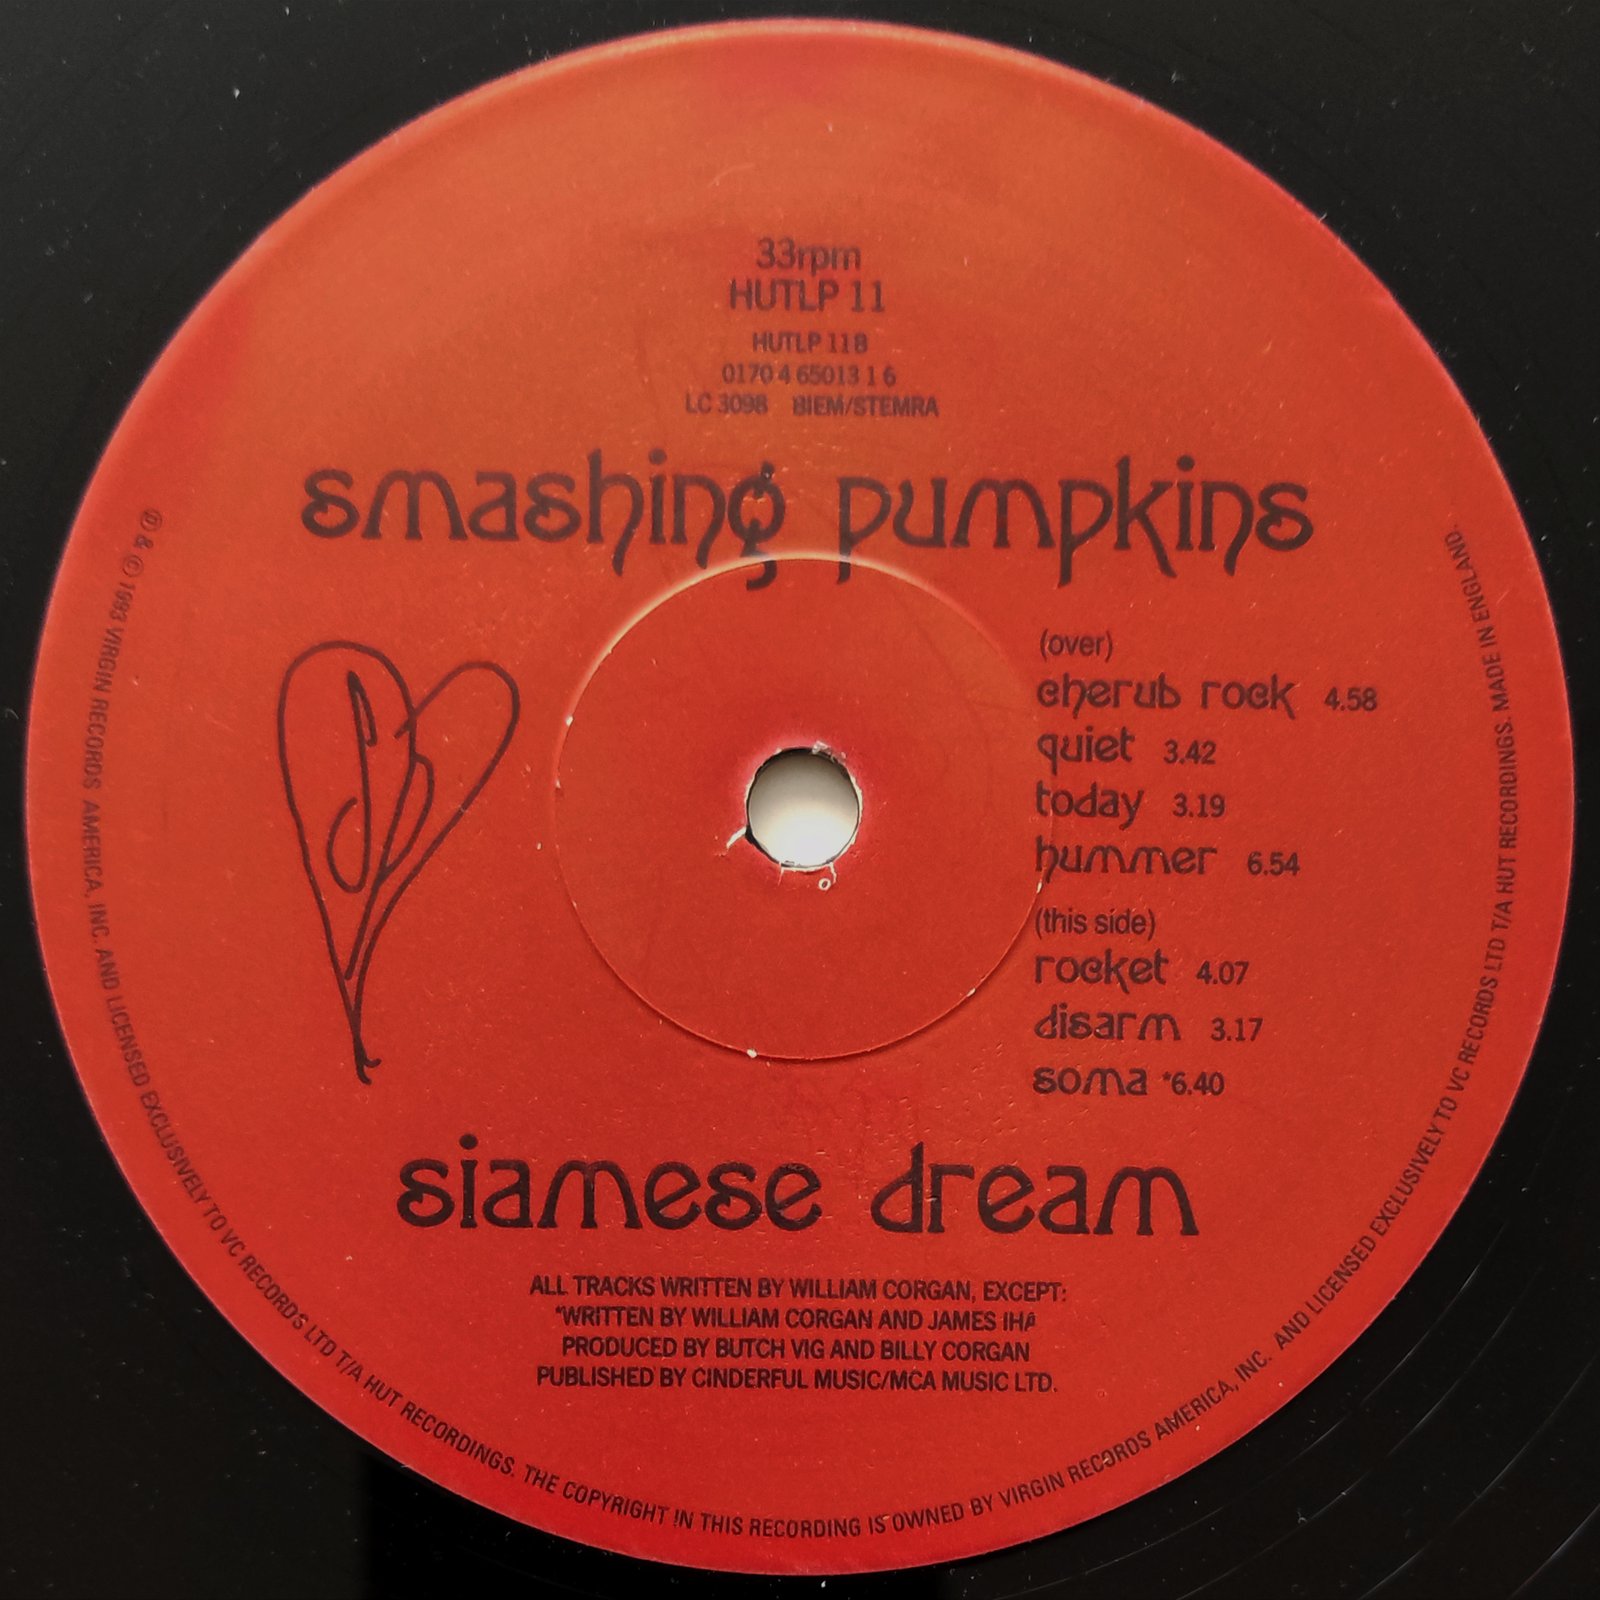 33rpm
HUTLP 11
HUTLP 11B
0170 4 65013 1 6
LC 3098 BIEM/STEMRA
smashing pumpkins
(over)
cherub rock 4.58
quiet 3.42
today 3.19
hummer 6.54
(this side)
rocket 4.07
disarm 3.17
soma *6.40
siamese dream
ALL TRACKS WRITTEN BY WILLIAM CORGAN, EXCEPT:
*WRITTEN BY WILLIAM CORGAN AND JAMES IHA
PRODUCED BY BUTCH VIG AND BILLY CORGAN
PUBLISHED BY CINDERFUL MUSIC/MCA MUSIC LTD.
℗ & © 1993 VIRGIN RECORDS AMERICA, INC. AND LICENSED EXCLUSIVELY TO VC RECORDS LTD T/A HUT RECORDINGS. THE COPYRIGHT IN THIS RECORDING IS OWNED BY VIRGIN RECORDS AMERICA, INC. AND LICENSED EXCLUSIVELY TO VC RECORDS LTD T/A HUT RECORDINGS. MADE IN ENGLAND.